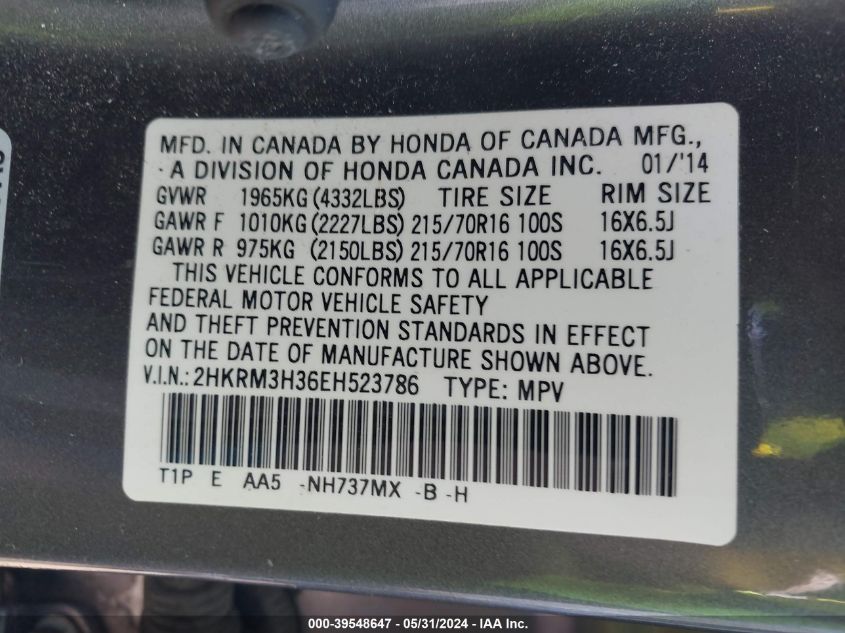 MFD. IN CANADA BY HONDA OF CANADA MFG.,
- A DIVISION OF HONDA CANADA INC. 01/'14
GVWR 1965KG (4332LBS) TIRE SIZE RIM SIZE
GAWR F 1010KG (2227LBS) 215/70R16 100S 16X6.5J
GAWR R 975KG (2150LBS) 215/70R16 100S 16X6.5J
THIS VEHICLE CONFORMS TO ALL APPLICABLE
FEDERAL MOTOR VEHICLE SAFETY
AND THEFT PREVENTION STANDARDS IN EFFECT
ON THE DATE OF MANUFACTURE SHOWN ABOVE.
V.I.N.: 2HKRM3H36EH523786 TYPE: MPV
T1P E AA5 -NH737MX -B -H
000-39548647 - 05/31/2024 - IAA Inc.